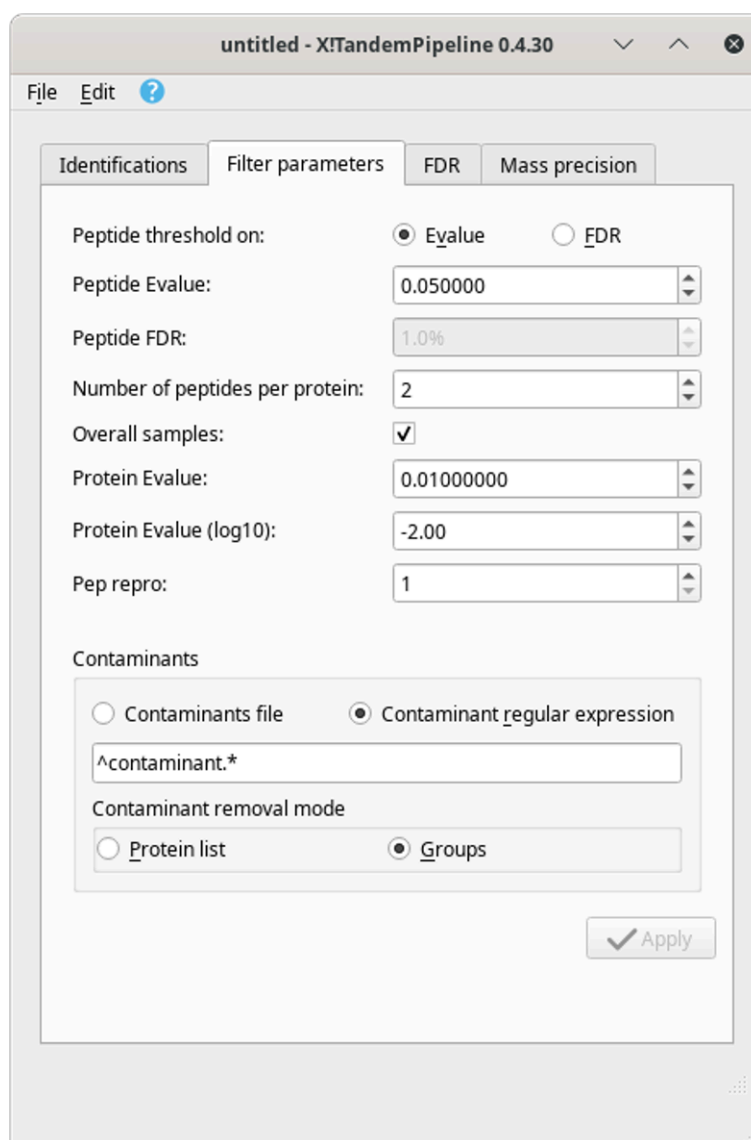 untitled - X!TandemPipeline 0.4.30
File Edit ?
Identifications Filter parameters FDR Mass precision
Peptide threshold on: Evalue FDR
Peptide Evalue: 0.050000
Peptide FDR: 1.0%
Number of peptides per protein: 2
Overall samples:
Protein Evalue: 0.01000000
Protein Evalue (log10): -2.00
Pep repro: 1
Contaminants
Contaminants file Contaminant regular expression
^contaminant.*
Contaminant removal mode
Protein list Groups
Apply